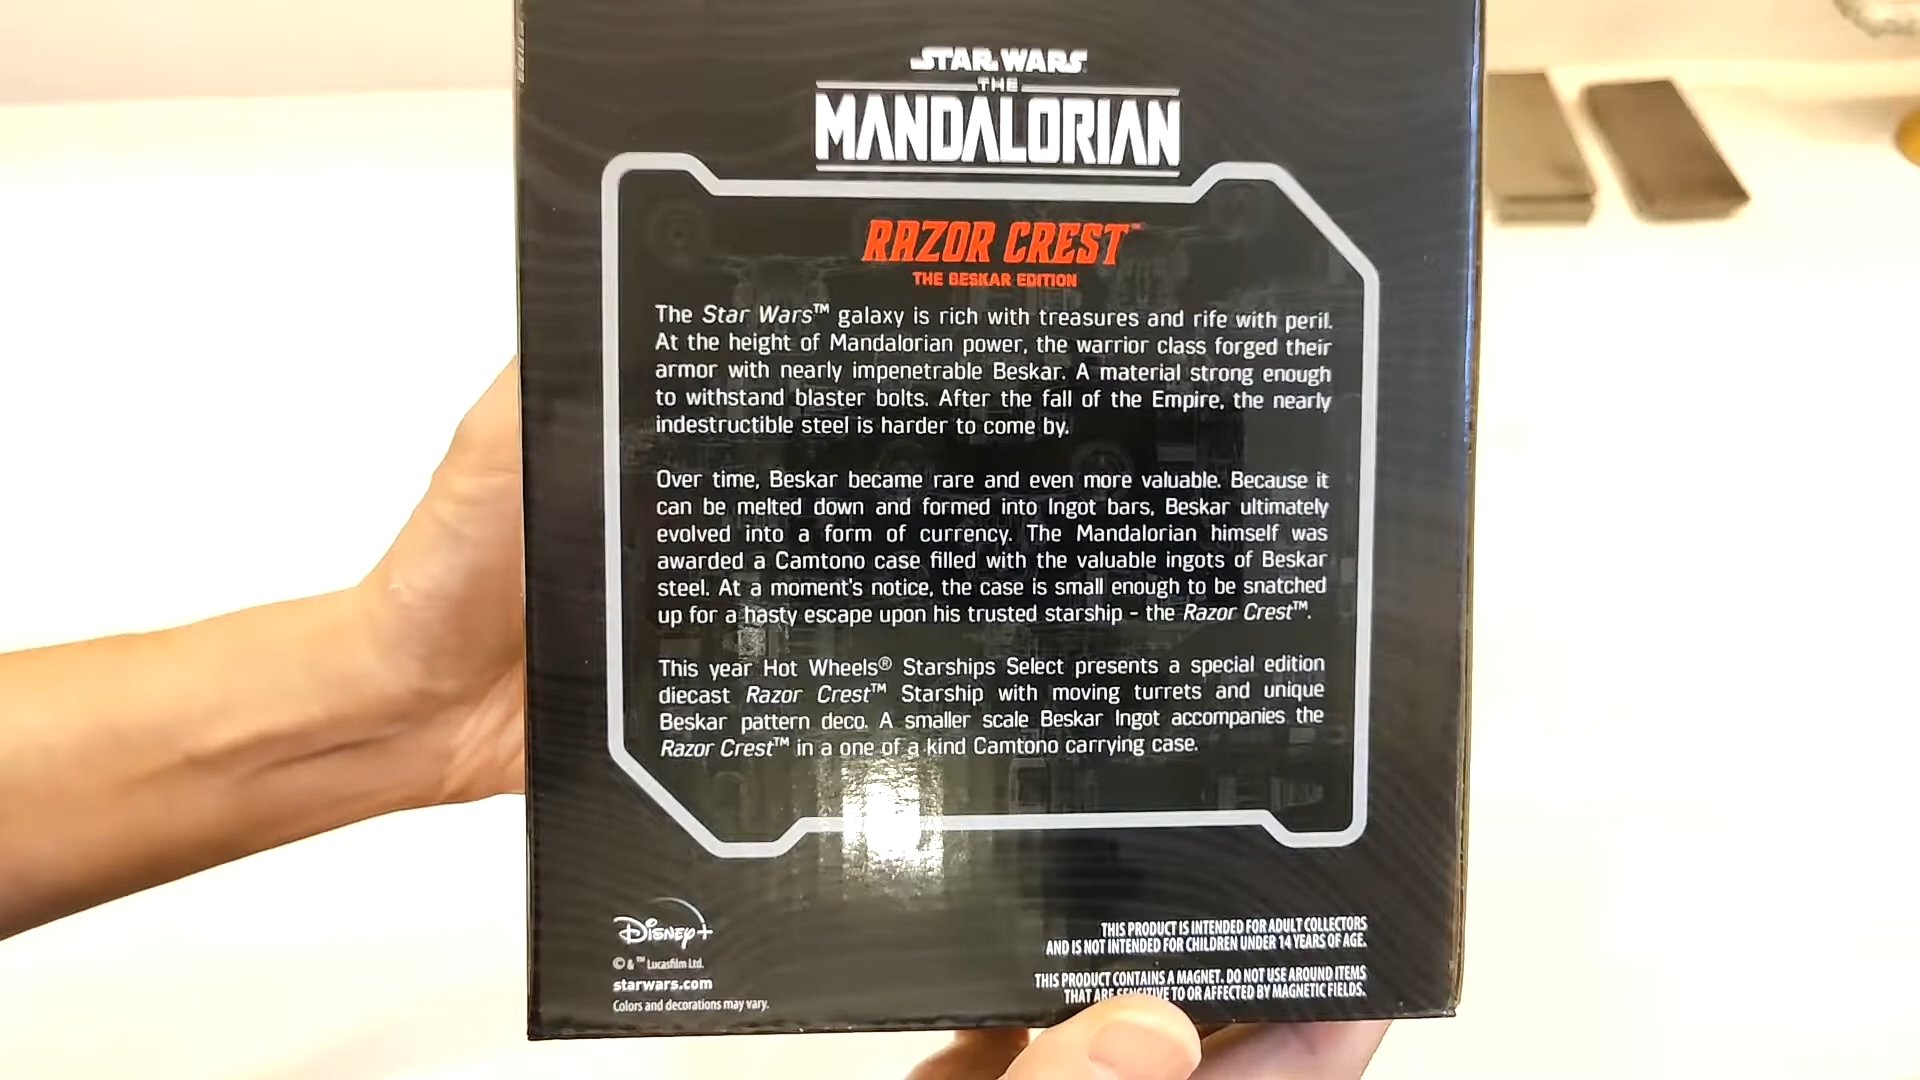 STAR WARS
THE
MANDALORIAN
RAZOR CREST™
THE BESKAR EDITION
The Star Wars™ galaxy is rich with treasures and rife with peril.
At the height of Mandalorian power, the warrior class forged their
armor with nearly impenetrable Beskar. A material strong enough
to withstand blaster bolts. After the fall of the Empire, the nearly
indestructible steel is harder to come by.
Over time, Beskar became rare and even more valuable. Because it
can be melted down and formed into Ingot bars, Beskar ultimately
evolved into a form of currency. The Mandalorian himself was
awarded a Camtono case filled with the valuable ingots of Beskar
steel. At a moment's notice, the case is small enough to be snatched
up for a hasty escape upon his trusted starship - the Razor Crest™.
This year Hot Wheels® Starships Select presents a special edition
diecast Razor Crest™ Starship with moving turrets and unique
Beskar pattern deco. A smaller scale Beskar Ingot accompanies the
Razor Crest™ in a one of a kind Camtono carrying case.
Disney+
© & ™ Lucasfilm Ltd.
starwars.com
Colors and decorations may vary.
THIS PRODUCT IS INTENDED FOR ADULT COLLECTORS
AND IS NOT INTENDED FOR CHILDREN UNDER 14 YEARS OF AGE.
THIS PRODUCT CONTAINS A MAGNET. DO NOT USE AROUND ITEMS
THAT ARE SENSITIVE TO OR AFFECTED BY MAGNETIC FIELDS.